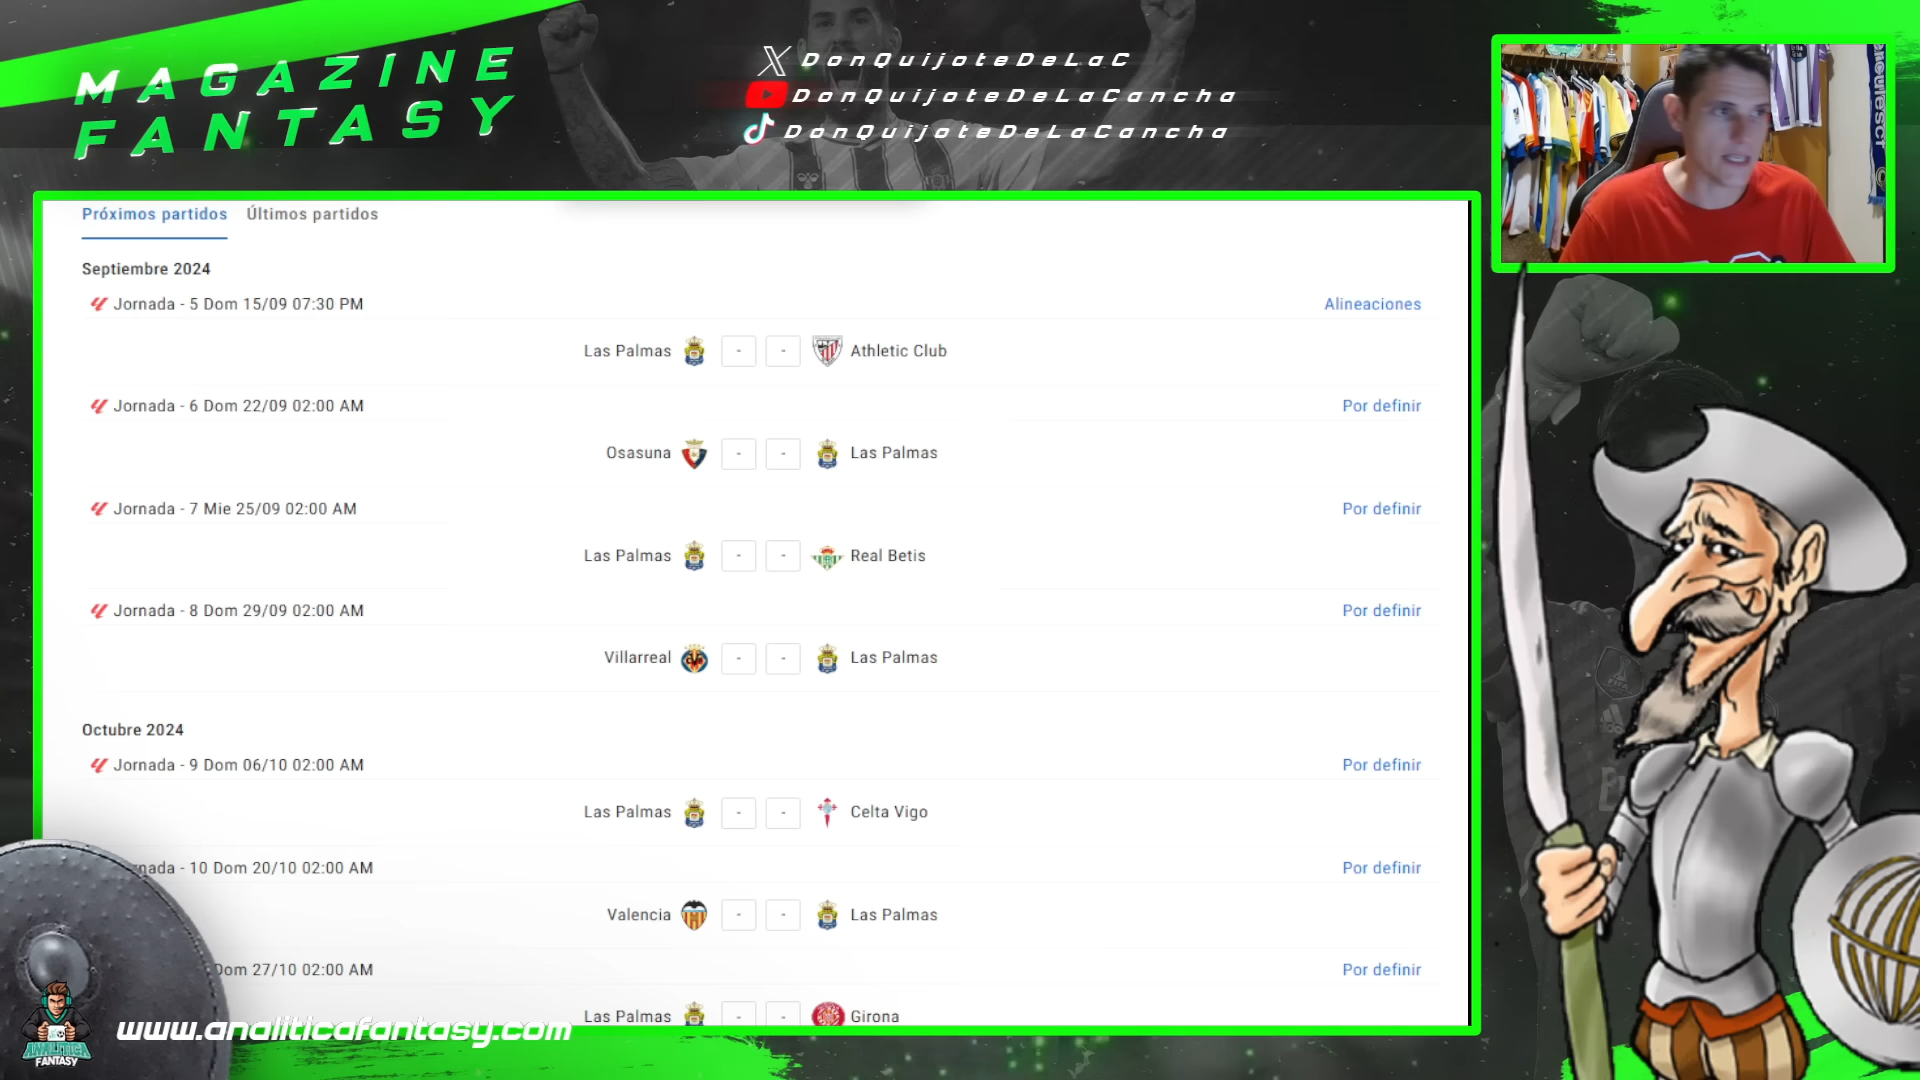 MAGAZINE
FANTASY
DonQuijoteDeLaC
DonQuijoteDeLaCancha
DonQuijoteDeLaCancha
Próximos partidos Últimos partidos
Septiembre 2024
Jornada - 5 Dom 15/09 07:30 PM Alineaciones
Las Palmas - - Athletic Club
Jornada - 6 Dom 22/09 02:00 AM Por definir
Osasuna - - Las Palmas
Jornada - 7 Mie 25/09 02:00 AM Por definir
Las Palmas - - Real Betis
Jornada - 8 Dom 29/09 02:00 AM Por definir
Villarreal - - Las Palmas
Octubre 2024
Jornada - 9 Dom 06/10 02:00 AM Por definir
Las Palmas - - Celta Vigo
nada - 10 Dom 20/10 02:00 AM Por definir
Valencia - - Las Palmas
Dom 27/10 02:00 AM Por definir
Las Palmas - - Girona
www.analiticafantasy.com
ANALITICA
FANTASY